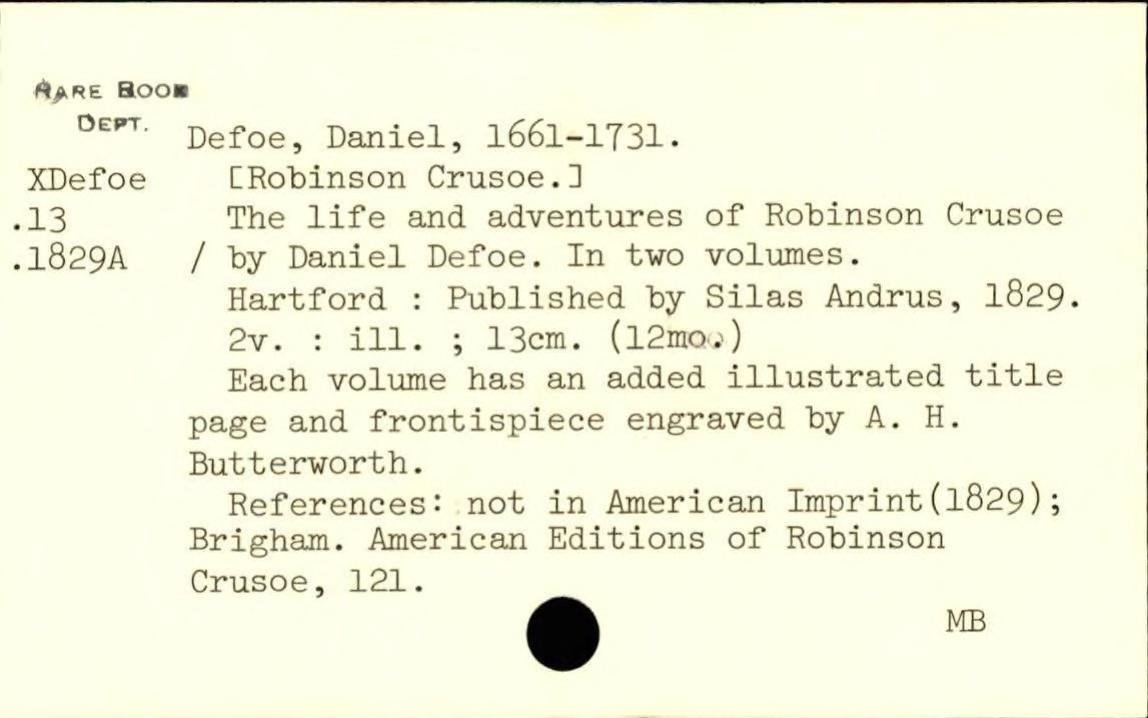 RARE BOOK
DEPT.
Defoe, Daniel, 1661-1731.
XDefoe [Robinson Crusoe.]
.13 The life and adventures of Robinson Crusoe
.1829A / by Daniel Defoe. In two volumes.
Hartford : Published by Silas Andrus, 1829.
2v. : ill. ; 13cm. (12mo.)
Each volume has an added illustrated title
page and frontispiece engraved by A. H.
Butterworth.
References: not in American Imprint(1829);
Brigham. American Editions of Robinson
Crusoe, 121.
MB